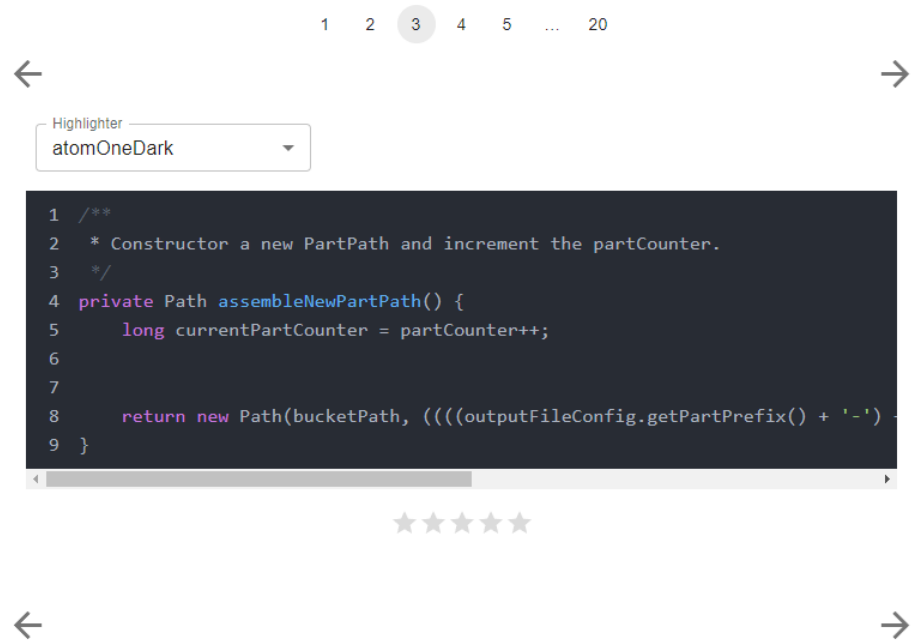 1 2 3 4 5 ... 20
Highlighter
atomOneDark
1 /**
2  * Constructor a new PartPath and increment the partCounter.
3  */
4 private Path assembleNewPartPath() {
5     long currentPartCounter = partCounter++;
6
7
8     return new Path(bucketPath, ((((outputFileConfig.getPartPrefix() + '-')
9 }